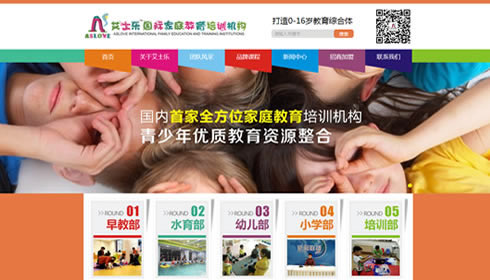 艾士乐国际家庭教育培训机构
ASLOVE INTERNATIONAL FAMILY EDUCATION AND TRAINING INSTITUTIONS
ASLOVE
打造0-16岁教育综合体
搜索
首页 关于艾士乐 团队风采 品牌课程 新闻中心 招商加盟 联系我们
国内首家全方位家庭教育培训机构
青少年优质教育资源整合
>>ROUND 01
早教部
>>ROUND 02
水育部
>>ROUND 03
幼儿部
>>ROUND 04
小学部
>>ROUND 05
培训部